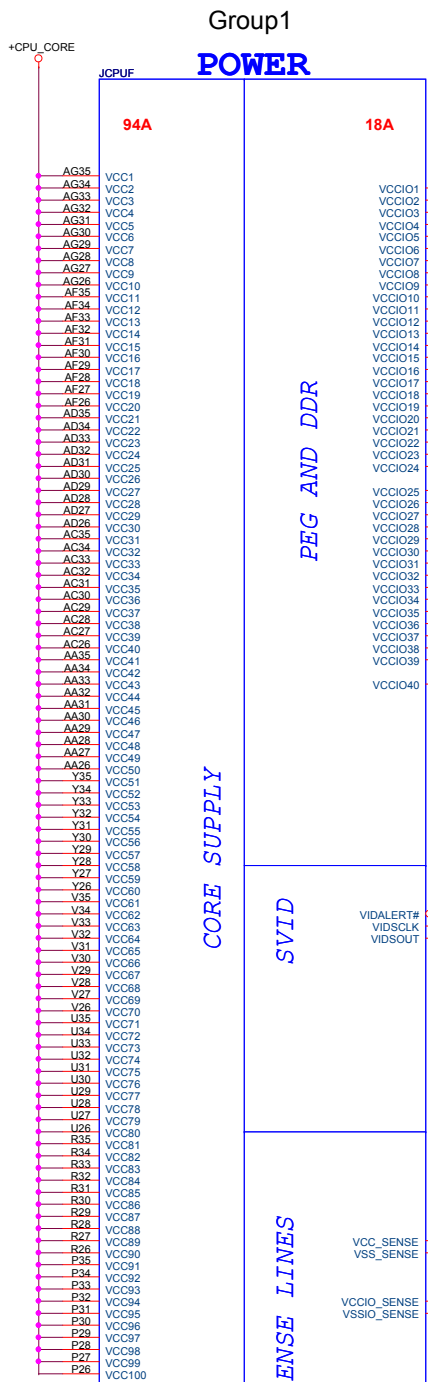 Group1
+CPU_CORE
POWER
JCPUF
94A
18A
AG35 VCC1
AG34 VCC2
AG33 VCC3
AG32 VCC4
AG31 VCC5
AG30 VCC6
AG29 VCC7
AG28 VCC8
AG27 VCC9
AG26 VCC10
AF35 VCC11
AF34 VCC12
AF33 VCC13
AF32 VCC14
AF31 VCC15
AF30 VCC16
AF29 VCC17
AF28 VCC18
AF27 VCC19
AF26 VCC20
AD35 VCC21
AD34 VCC22
AD33 VCC23
AD32 VCC24
AD31 VCC25
AD30 VCC26
AD29 VCC27
AD28 VCC28
AD27 VCC29
AD26 VCC30
AC35 VCC31
AC34 VCC32
AC33 VCC33
AC32 VCC34
AC31 VCC35
AC30 VCC36
AC29 VCC37
AC28 VCC38
AC27 VCC39
AC26 VCC40
AA35 VCC41
AA34 VCC42
AA33 VCC43
AA32 VCC44
AA31 VCC45
AA30 VCC46
AA29 VCC47
AA28 VCC48
AA27 VCC49
AA26 VCC50
Y35 VCC51
Y34 VCC52
Y33 VCC53
Y32 VCC54
Y31 VCC55
Y30 VCC56
Y29 VCC57
Y28 VCC58
Y27 VCC59
Y26 VCC60
V35 VCC61
V34 VCC62
V33 VCC63
V32 VCC64
V31 VCC65
V30 VCC66
V29 VCC67
V28 VCC68
V27 VCC69
V26 VCC70
U35 VCC71
U34 VCC72
U33 VCC73
U32 VCC74
U31 VCC75
U30 VCC76
U29 VCC77
U28 VCC78
U27 VCC79
U26 VCC80
R35 VCC81
R34 VCC82
R33 VCC83
R32 VCC84
R31 VCC85
R30 VCC86
R29 VCC87
R28 VCC88
R27 VCC89
R26 VCC90
P35 VCC91
P34 VCC92
P33 VCC93
P32 VCC94
P31 VCC95
P30 VCC96
P29 VCC97
P28 VCC98
P27 VCC99
P26 VCC100
CORE SUPPLY
VCCIO1
VCCIO2
VCCIO3
VCCIO4
VCCIO5
VCCIO6
VCCIO7
VCCIO8
VCCIO9
VCCIO10
VCCIO11
VCCIO12
VCCIO13
VCCIO14
VCCIO15
VCCIO16
VCCIO17
VCCIO18
VCCIO19
VCCIO20
VCCIO21
VCCIO22
VCCIO23
VCCIO24
VCCIO25
VCCIO26
VCCIO27
VCCIO28
VCCIO29
VCCIO30
VCCIO31
VCCIO32
VCCIO33
VCCIO34
VCCIO35
VCCIO36
VCCIO37
VCCIO38
VCCIO39
VCCIO40
PEG AND DDR
SVID
VIDALERT#
VIDSCLK
VIDSOUT
ENSE LINES
VCC_SENSE
VSS_SENSE
VCCIO_SENSE
VSSIO_SENSE